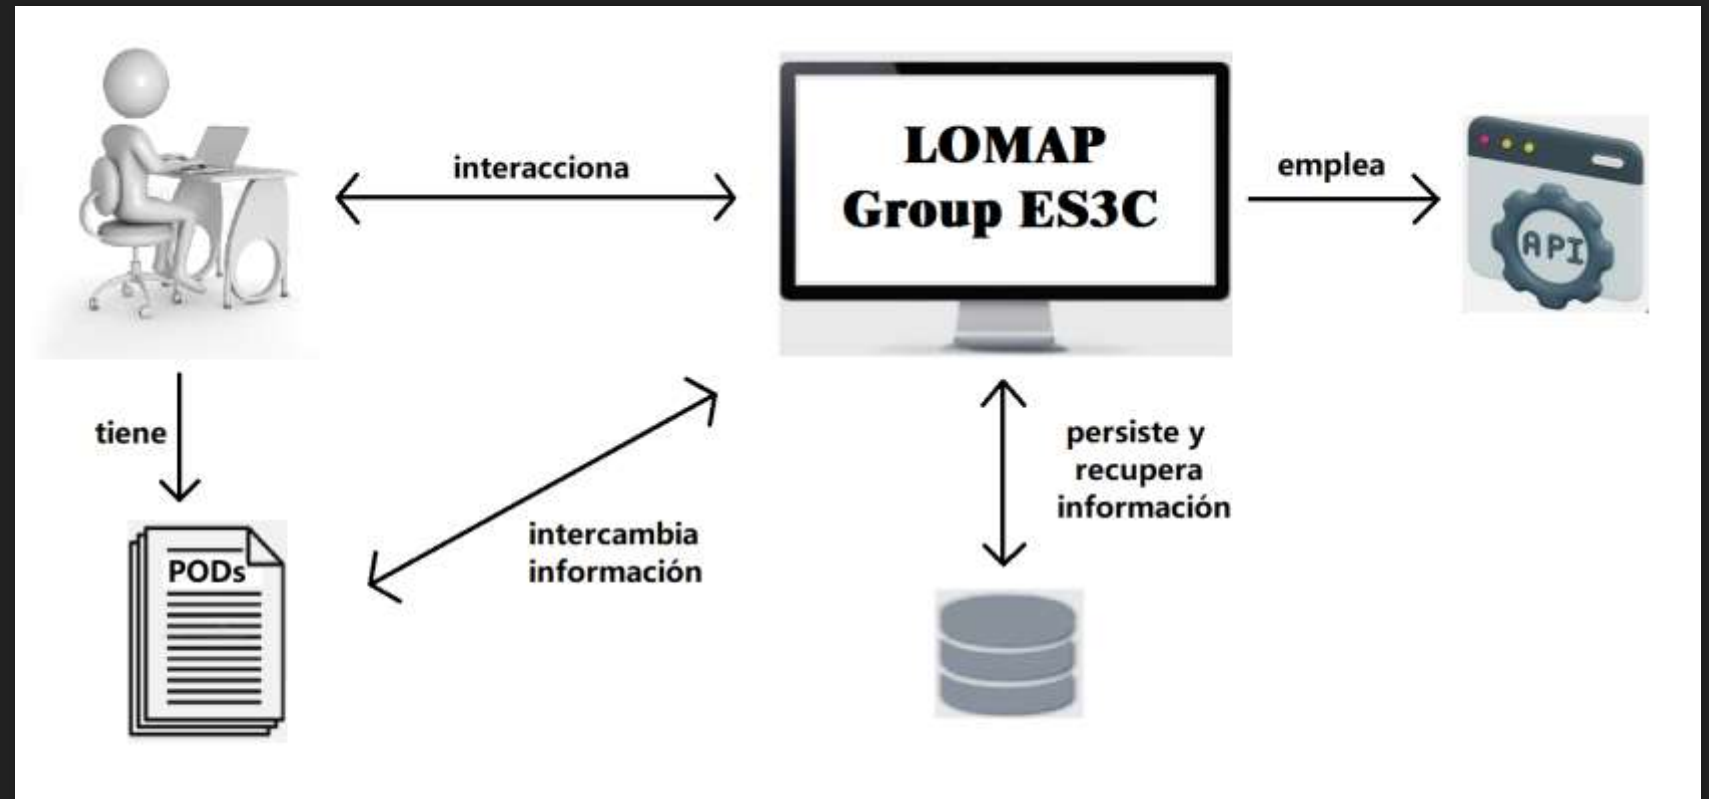 interacciona
LOMAP
Group ES3C
emplea
API
tiene
PODs
intercambia
información
persiste y
recupera
información